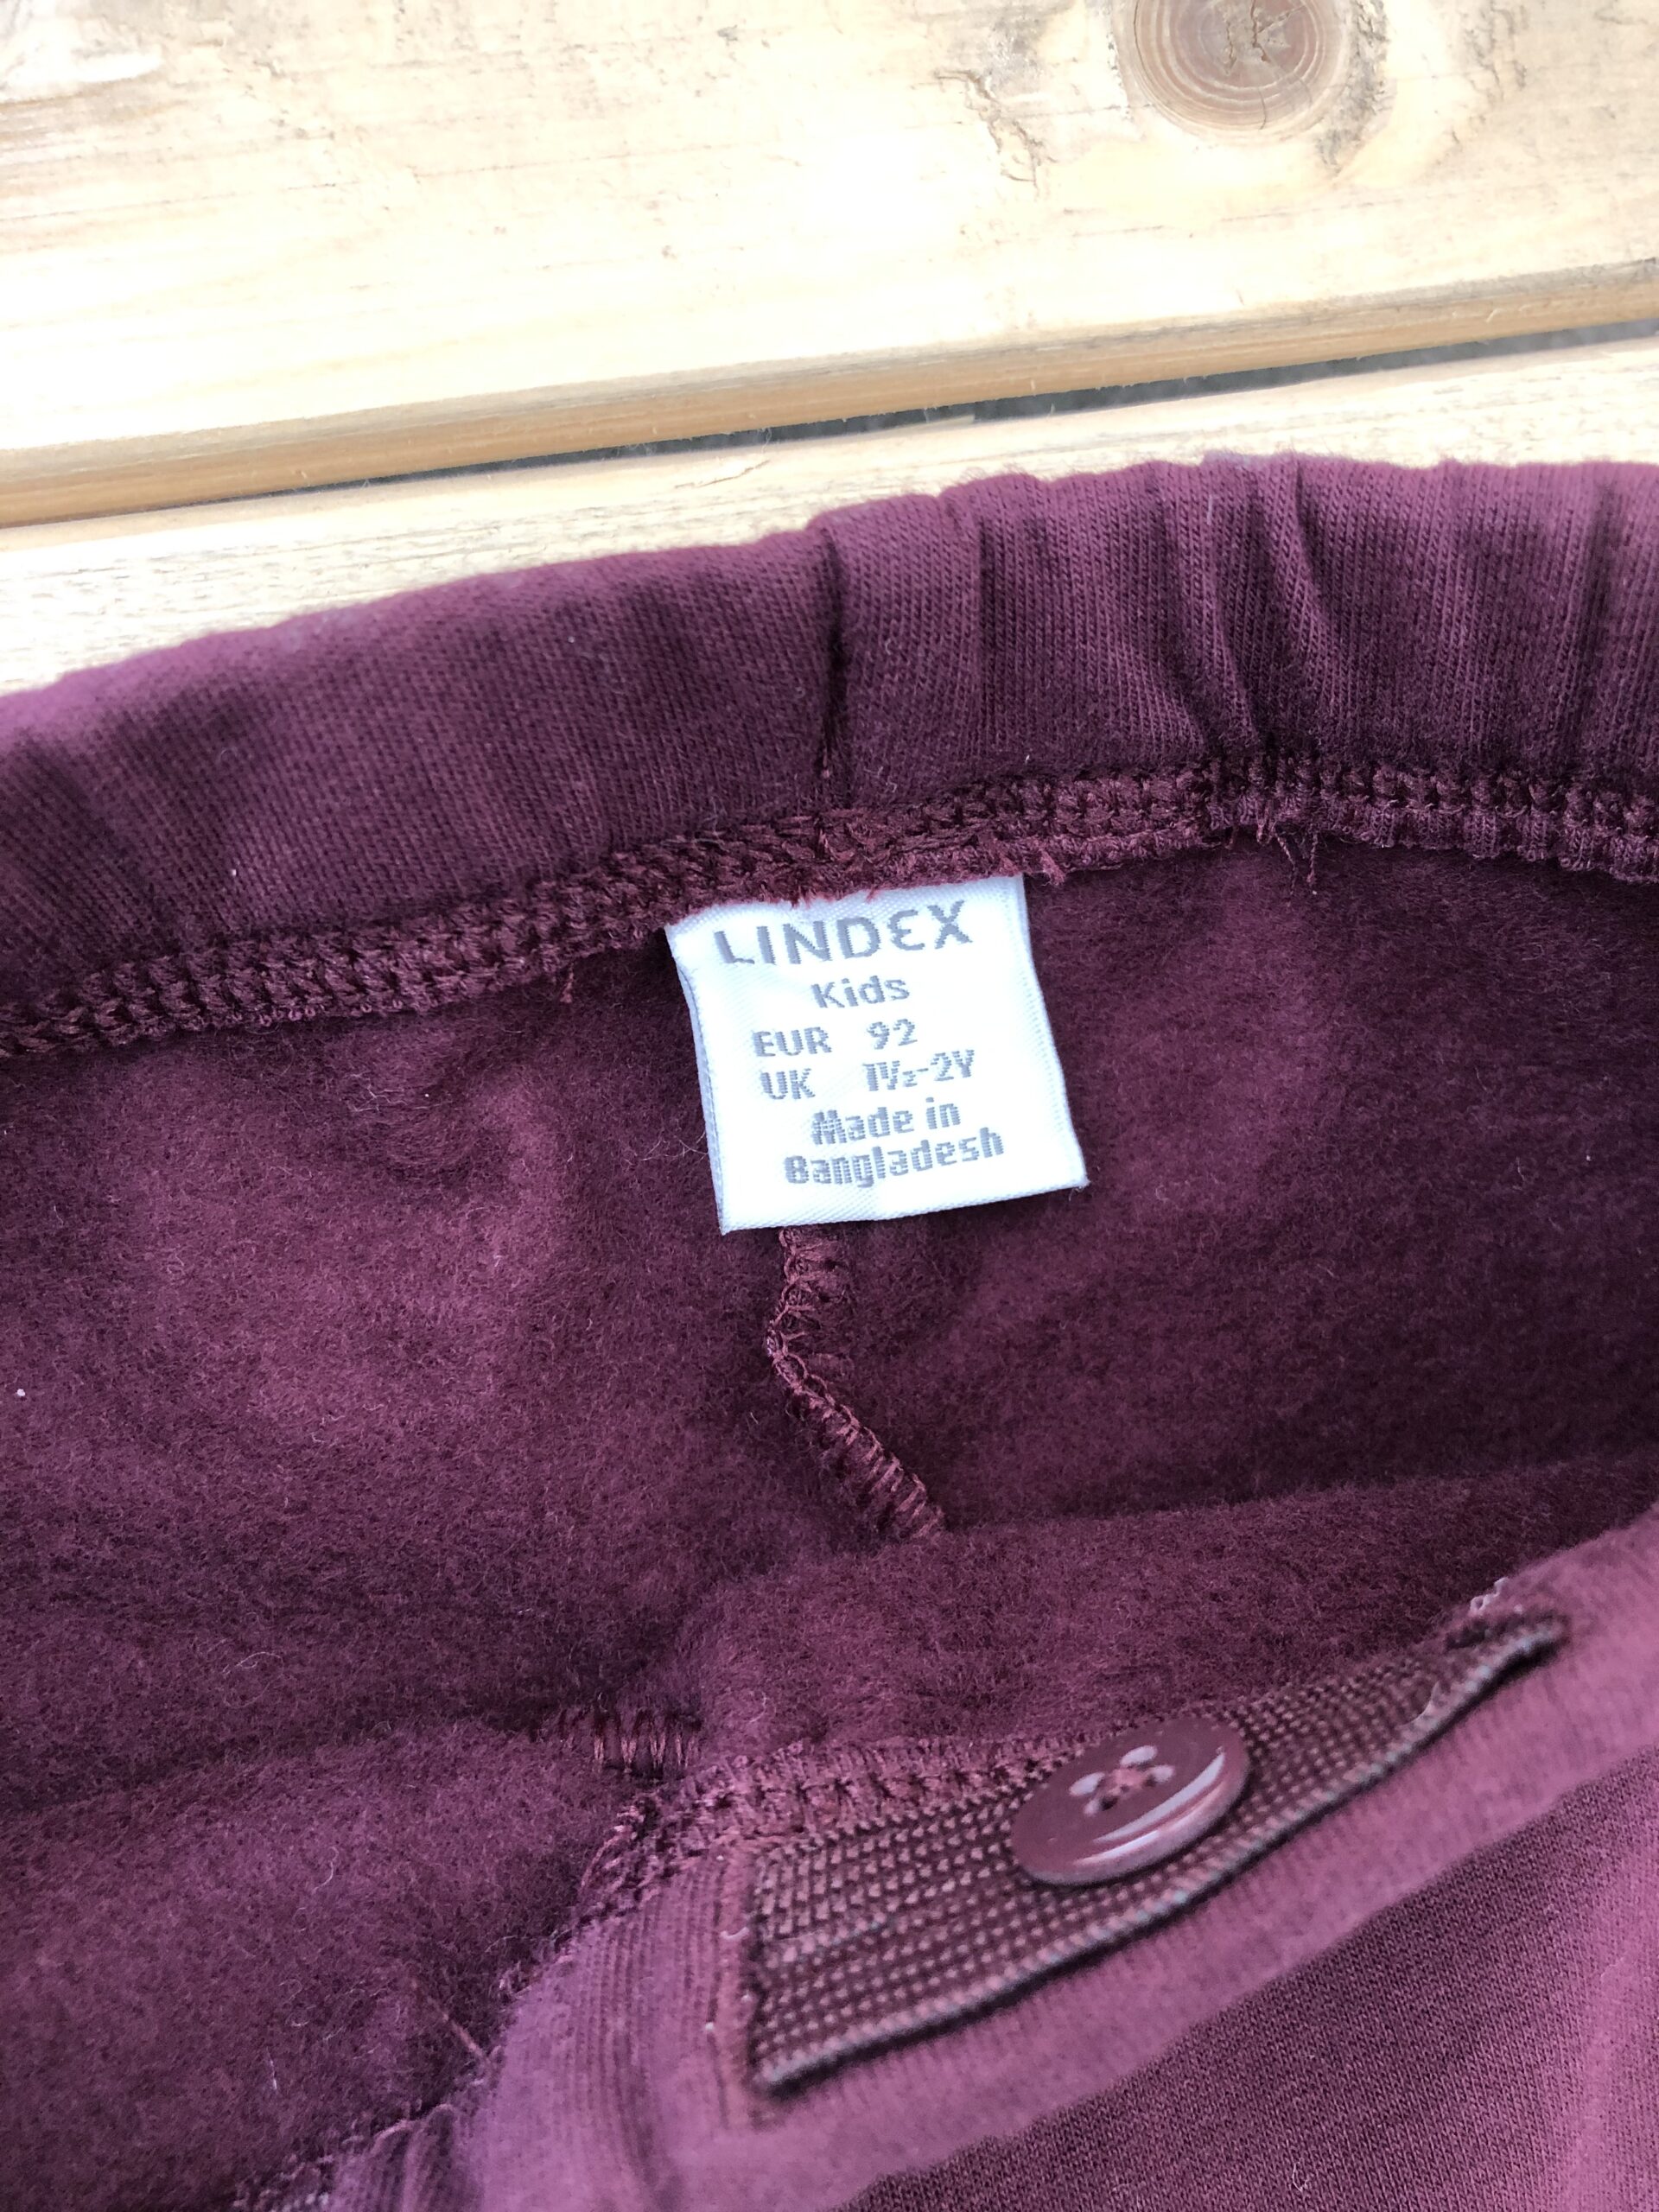 LINDEX
Kids
EUR 92
UK 1½-2Y
Made in
Bangladesh